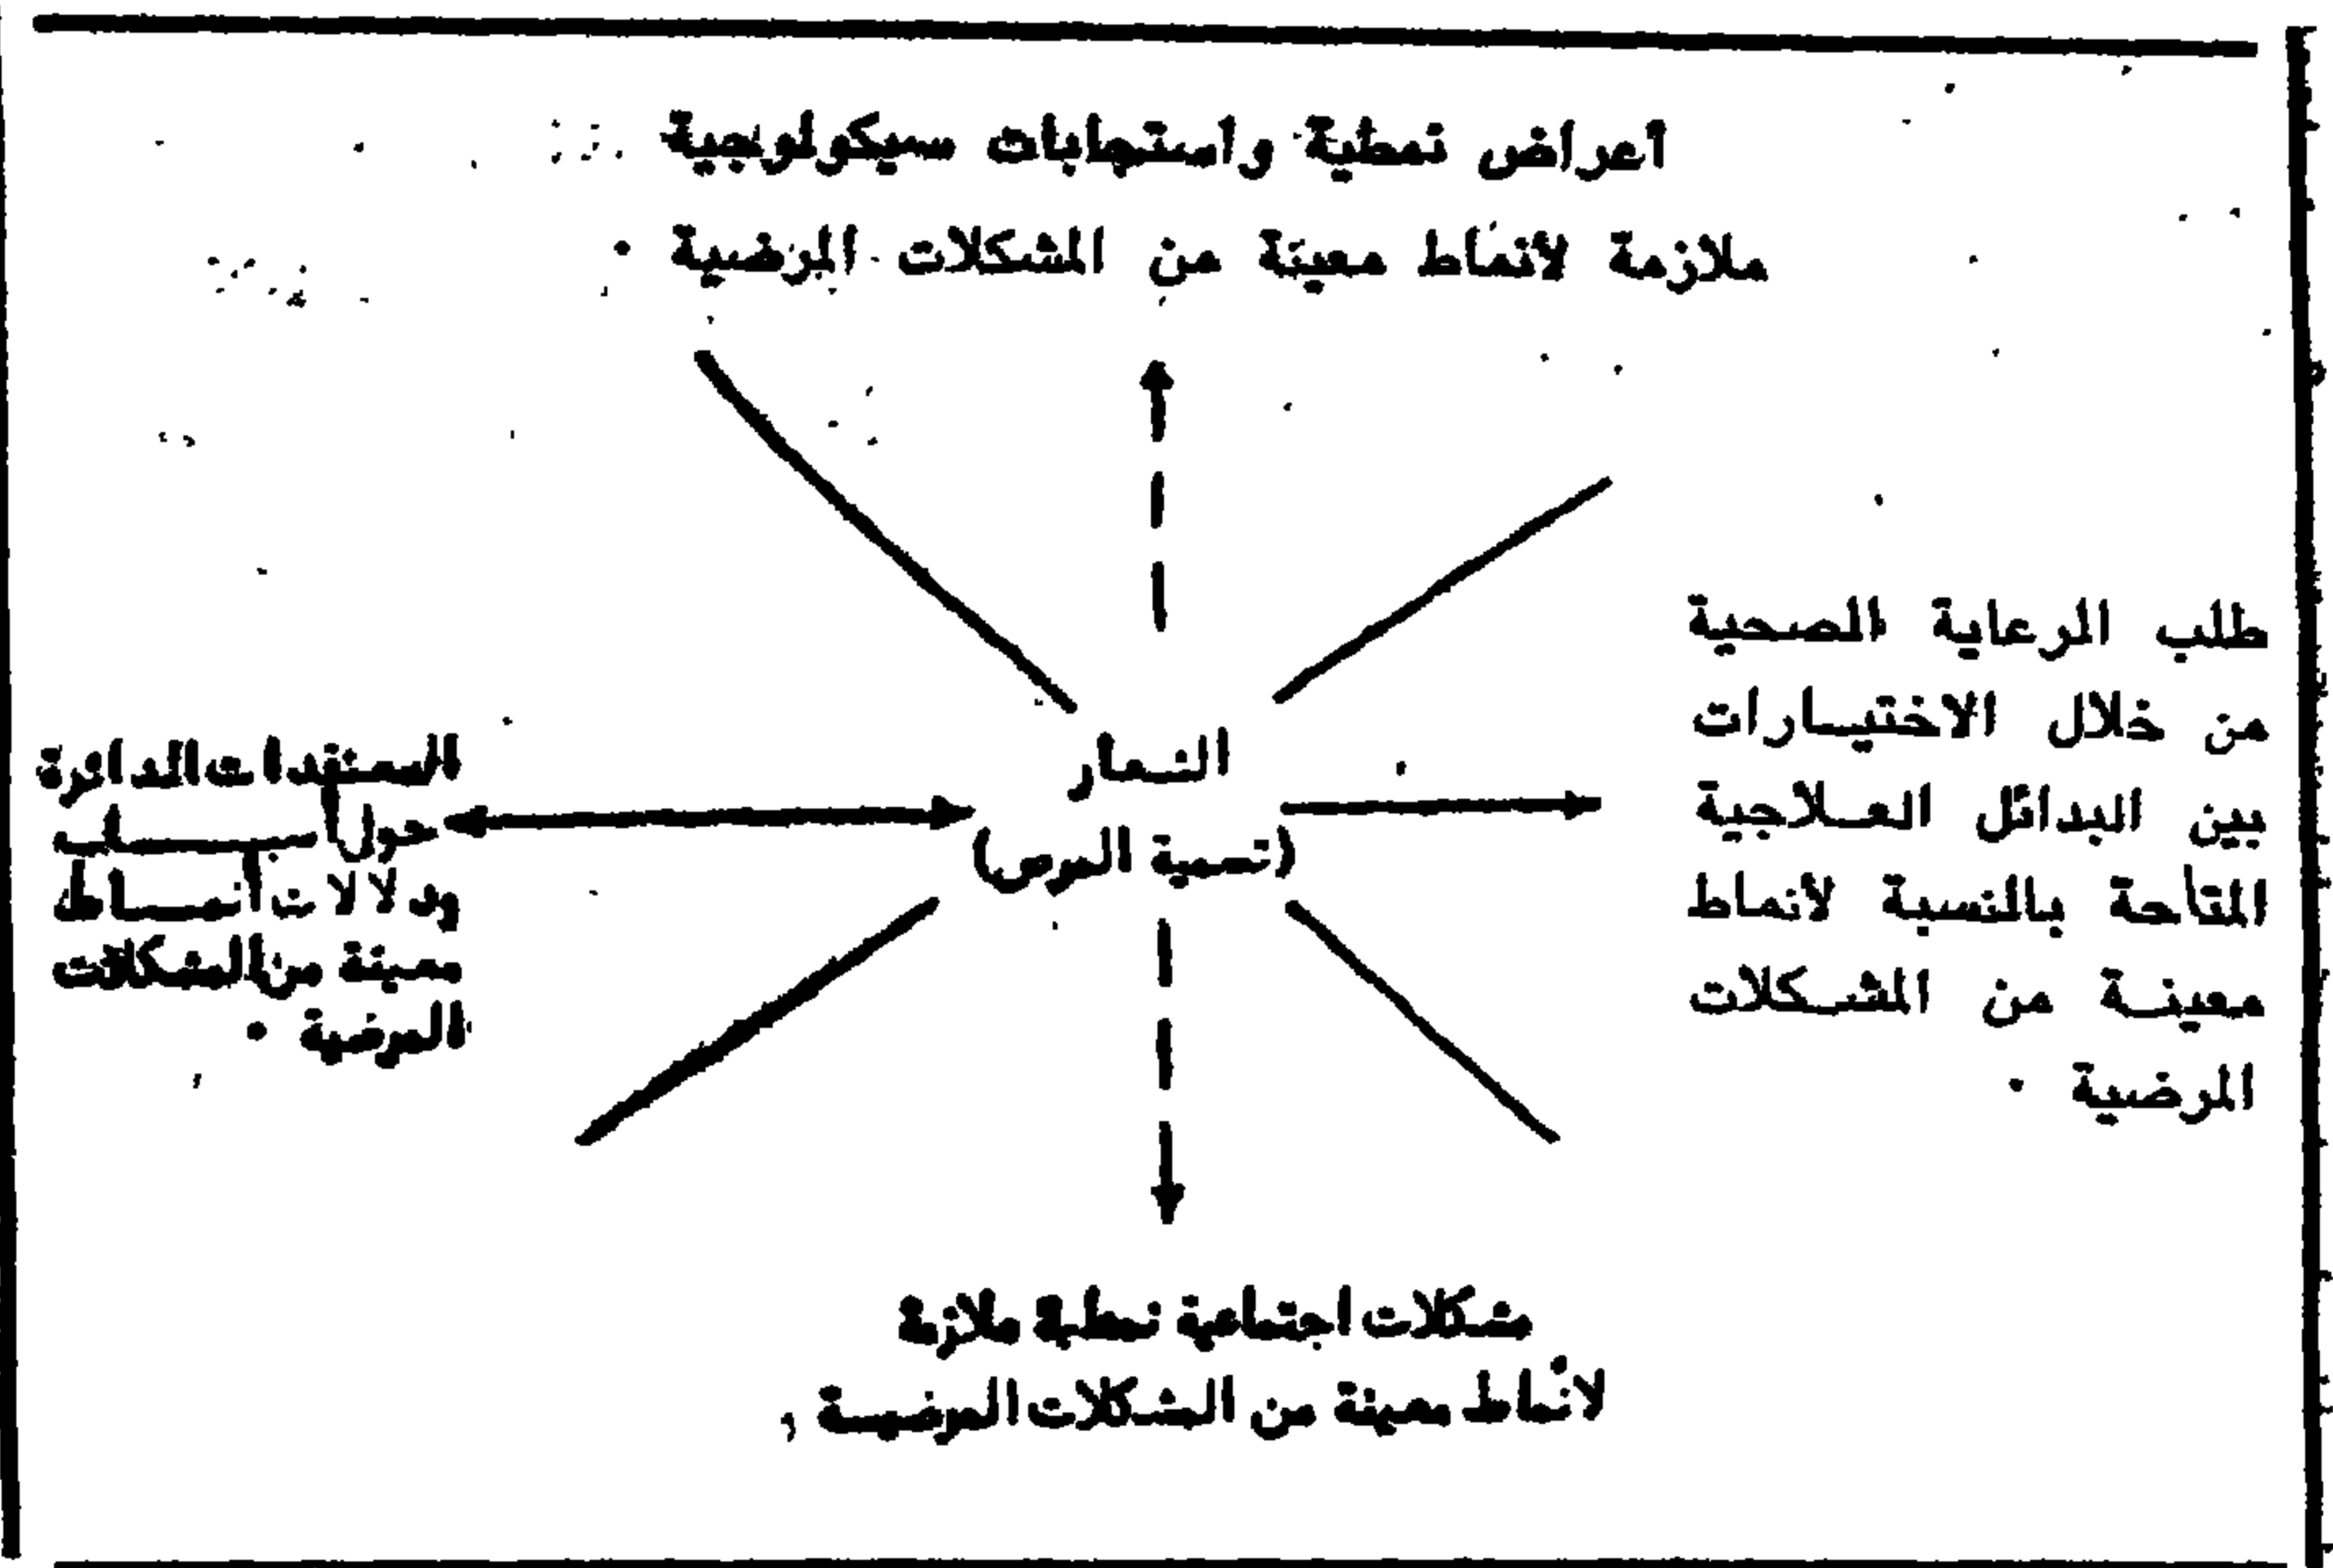 أعراض نمطية واستجابات سيكولوجية
ملازمة لأنماط معينة من المشكلات المرضية .
طلب الرعاية الصحية
من خلال الاختيارات
بين البدائل العلاجية
المتاحة بالنسبة لأنماط
معينة من المشكلات
المرضية .
(تسمية المرض)
المعتقدات الدائرة
حول أسباب
ودلالات أنماط
معينة من المشكلات
المرضية .
مشكلات اجتماعية نمطية ملازمة
لأنماط معينة من المشكلات المرضية .